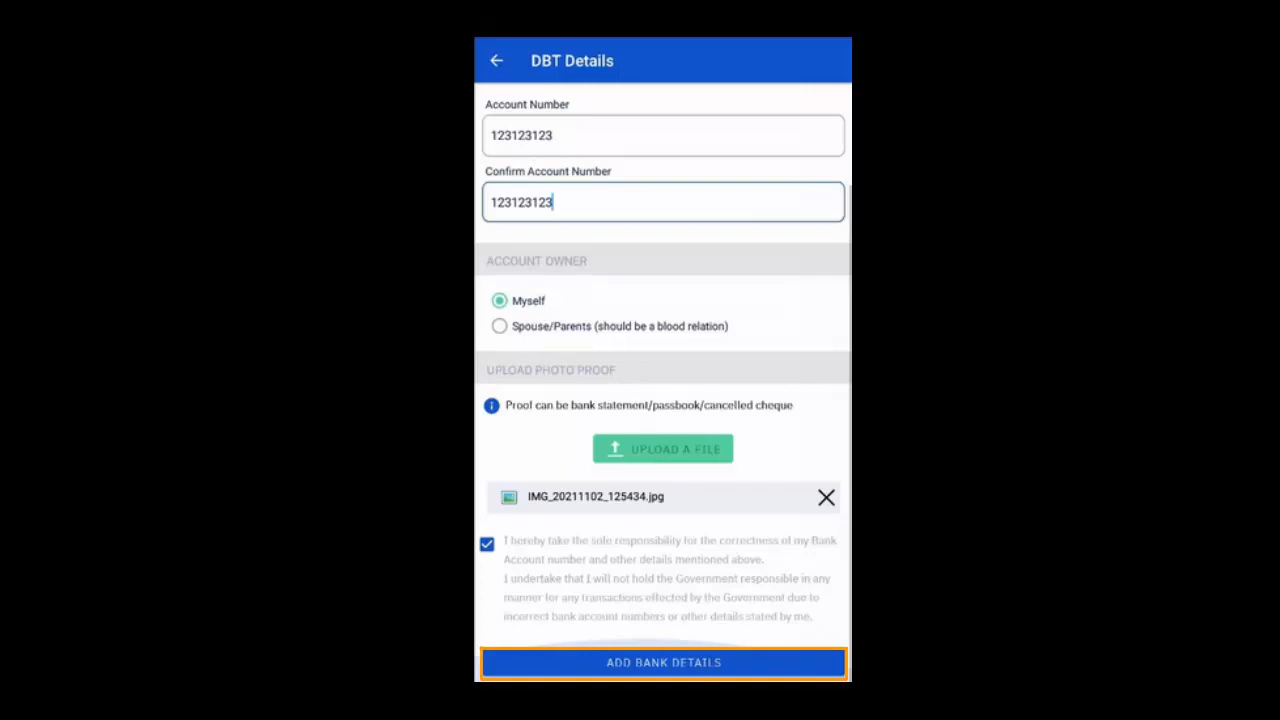 DBT Details
Account Number
123123123
Confirm Account Number
123123123
ACCOUNT OWNER
Myself
Spouse/Parents (should be a blood relation)
UPLOAD PHOTO PROOF
Proof can be bank statement/passbook/cancelled cheque
UPLOAD A FILE
IMG_20211102_125434.jpg
I hereby take the sole responsibility for the correctness of my Bank
Account number and other details mentioned above.
I undertake that I will not hold the Government responsible in any
manner for any transactions effected by the Government due to
incorrect bank account numbers or other details stated by me.
ADD BANK DETAILS